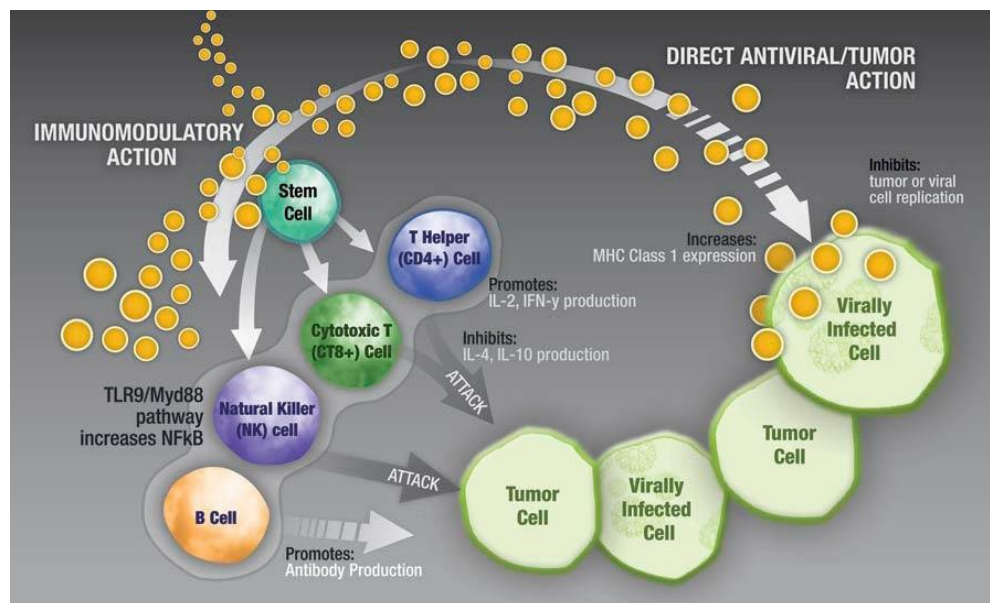 DIRECT ANTIVIRAL/TUMOR
ACTION
IMMUNOMODULATORY
ACTION
Stem
Cell
Inhibits:
tumor or viral
cell replication
T Helper
(CD4+) Cell
Increases:
MHC Class 1 expression
Promotes:
IL-2, IFN-y production
Cytotoxic T
(CT8+) Cell
Virally
Infected
Cell
Inhibits:
IL-4, IL-10 production
ATTACK
TLR9/Myd88
pathway
increases NFkB
Natural Killer
(NK) cell
Tumor
Cell
ATTACK
Tumor
Cell
Virally
Infected
Cell
B Cell
Promotes:
Antibody Production